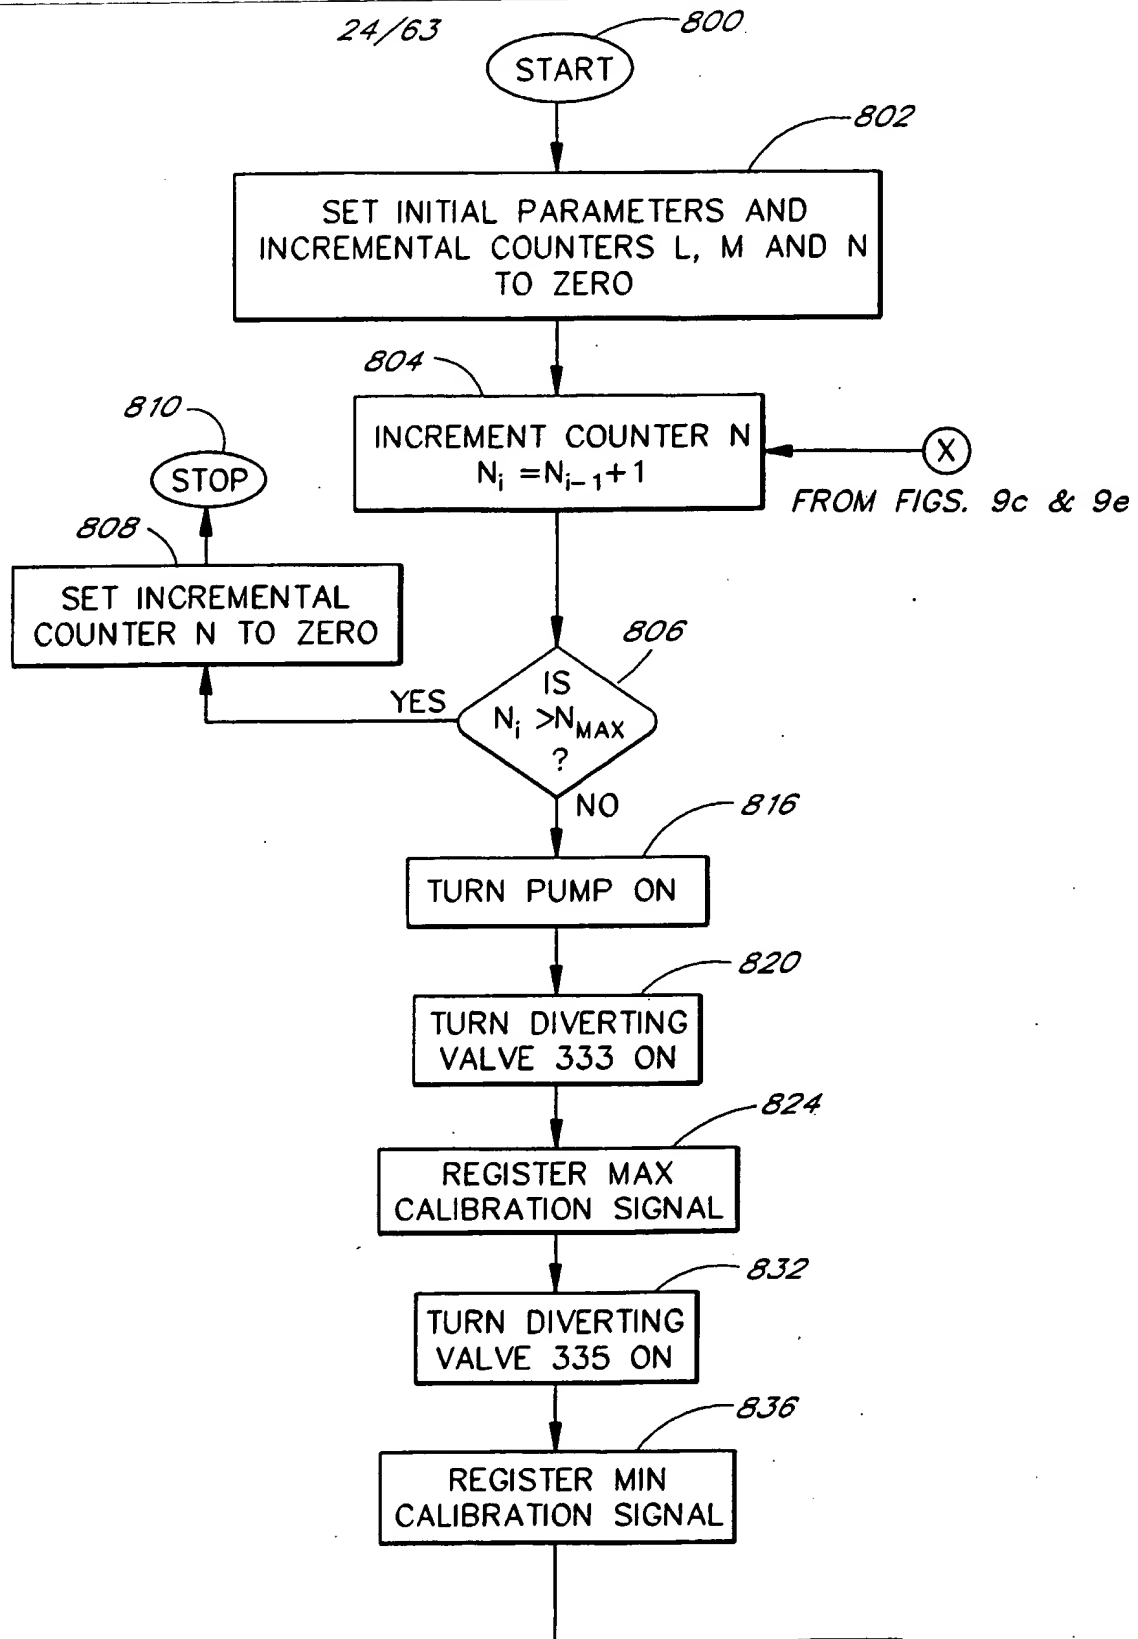 24/63
800
START
802
SET INITIAL PARAMETERS AND
INCREMENTAL COUNTERS L, M AND N
TO ZERO
804
INCREMENT COUNTER N
Nᵢ =Nᵢ₋₁+1
X
FROM FIGS. 9c & 9e
810
STOP
808
SET INCREMENTAL
COUNTER N TO ZERO
806
IS
Nᵢ >N_MAX
?
YES
NO
816
TURN PUMP ON
820
TURN DIVERTING
VALVE 333 ON
824
REGISTER MAX
CALIBRATION SIGNAL
832
TURN DIVERTING
VALVE 335 ON
836
REGISTER MIN
CALIBRATION SIGNAL